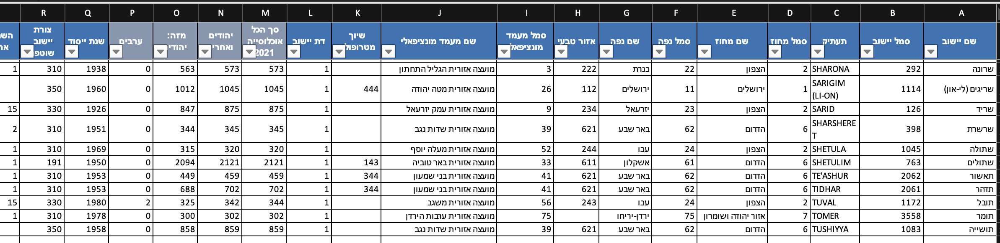 A B C D E F G H I J K L M N O P Q R
שם יישוב סמל יישוב תעתיק סמל מחוז שם מחוז סמל נפה שם נפה אזור טבעי סמל מעמד מונציפאלי שם מעמד מונציפאלי שיוך מטרופול דת יישוב סך הכל אוכלוסייה 2021 יהודים ואחרי מזה: יהודי ערבים שנת ייסוד צורת יישוב שוטפ
שרונה 292 SHARONA 2 הצפון 22 כנרת 222 3 מועצה אזורית הגליל התחתון 1 573 573 563 0 1938 310 1
שריגים (לי-און) 1114 SARIGIM (LI-ON) 1 ירושלים 11 ירושלים 112 26 מועצה אזורית מטה יהודה 444 1 1045 1045 1012 0 1960 350
שריד 126 SARID 2 הצפון 23 יזרעאל 234 9 מועצה אזורית עמק יזרעאל 1 875 875 847 0 1926 330 15
שרשרת 398 SHARSHERET 6 הדרום 62 באר שבע 621 39 מועצה אזורית שדות נגב 1 345 345 344 0 1951 310 2
שתולה 1045 SHETULA 2 הצפון 24 עכו 244 52 מועצה אזורית מעלה יוסף 1 320 320 315 0 1969 310 1
שתולים 763 SHETULIM 6 הדרום 61 אשקלון 611 33 מועצה אזורית באר טוביה 143 1 2121 2121 2094 0 1950 191 1
תאשור 2062 TE'ASHUR 6 הדרום 62 באר שבע 621 41 מועצה אזורית בני שמעון 344 1 459 459 449 0 1953 310 1
תדהר 2061 TIDHAR 6 הדרום 62 באר שבע 621 41 מועצה אזורית בני שמעון 344 1 702 702 688 0 1953 310 1
תובל 1172 TUVAL 2 הצפון 24 עכו 243 56 מועצה אזורית משגב 1 344 342 325 2 1980 330 15
תומר 3558 TOMER 7 אזור יהודה ושומרון 75 ירדן-יריחו 75 מועצה אזורית ערבות הירדן 1 302 302 300 0 1978 310 1
תושייה 1083 TUSHIYYA 6 הדרום 62 באר שבע 621 39 מועצה אזורית שדות נגב 1 859 859 858 0 1958 350